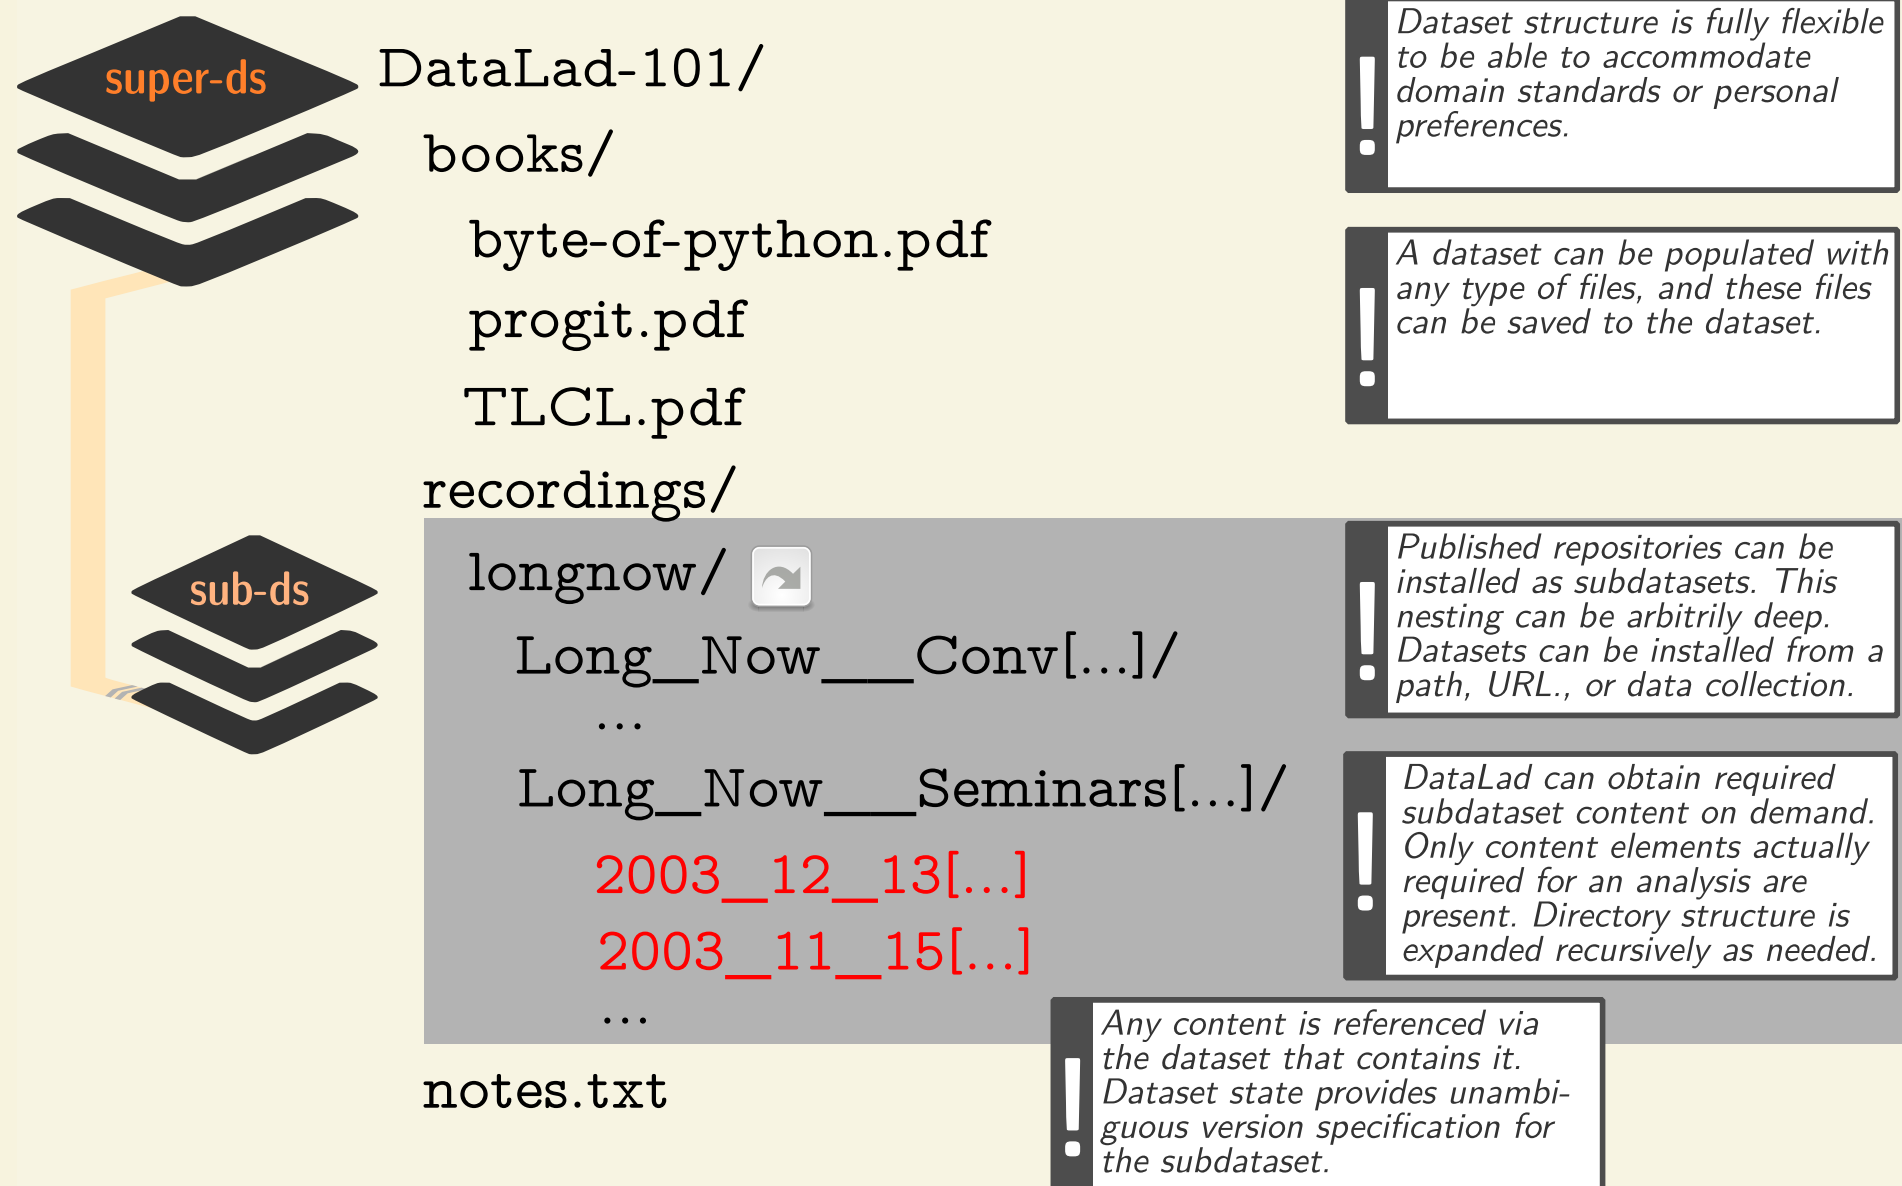 super-ds
DataLad-101/
books/
byte-of-python.pdf
progit.pdf
TLCL.pdf
recordings/
sub-ds
longnow/
Long_Now__Conv[...]/
...
Long_Now__Seminars[...]/
2003_12_13[...]
2003_11_15[...]
...
notes.txt
!
Dataset structure is fully flexible
to be able to accommodate
domain standards or personal
preferences.
!
A dataset can be populated with
any type of files, and these files
can be saved to the dataset.
!
Published repositories can be
installed as subdatasets. This
nesting can be arbitrily deep.
Datasets can be installed from a
path, URL., or data collection.
!
DataLad can obtain required
subdataset content on demand.
Only content elements actually
required for an analysis are
present. Directory structure is
expanded recursively as needed.
!
Any content is referenced via
the dataset that contains it.
Dataset state provides unambi-
guous version specification for
the subdataset.